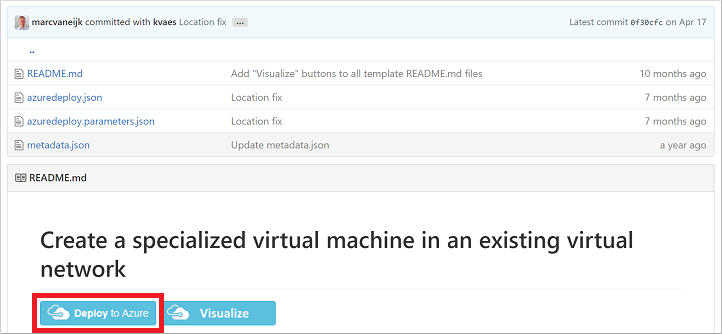 marcvaneijk committed with kvaes Location fix ... Latest commit 0f30cfc on Apr 17
..
README.md Add "Visualize" buttons to all template README.md files 10 months ago
azuredeploy.json Location fix 7 months ago
azuredeploy.parameters.json Location fix 7 months ago
metadata.json Update metadata.json a year ago
README.md
Create a specialized virtual machine in an existing virtual
network
Deploy to Azure Visualize